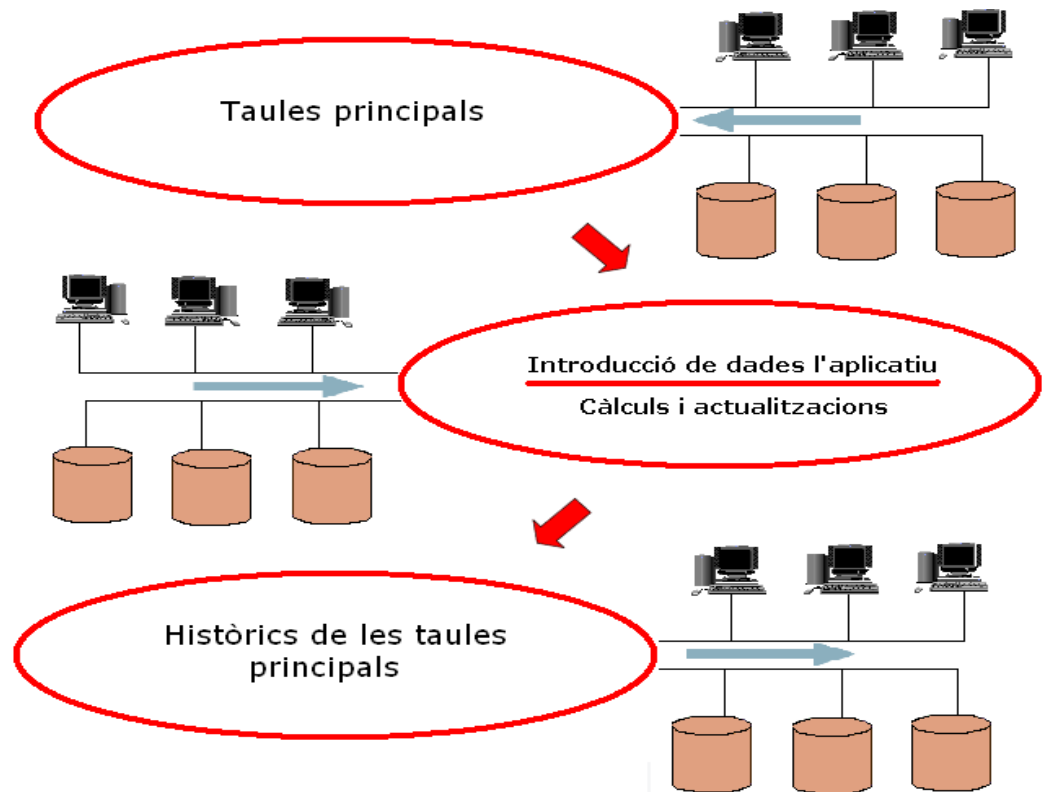 Taules principals
Introducció de dades l'aplicatiu
Càlculs i actualitzacions
Històrics de les taules
principals